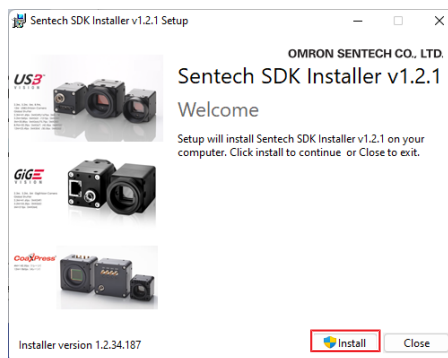 Sentech SDK Installer v1.2.1 Setup
OMRON SENTECH CO., LTD.
Sentech SDK Installer v1.2.1
Welcome
Setup will install Sentech SDK Installer v1.2.1 on your
computer. Click install to continue or Close to exit.
USB3
VISION
GiGE
VISION
CoaXPress
Installer version 1.2.34.187
Install
Close